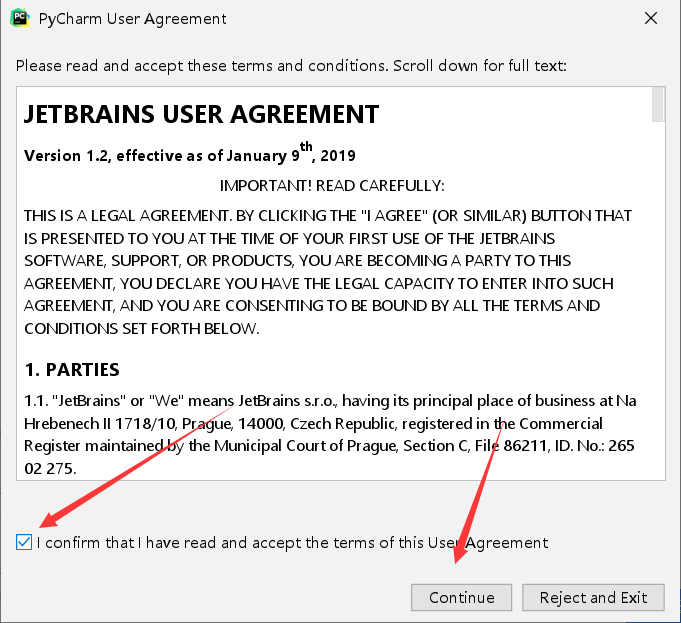 PC
PyCharm User Agreement
Please read and accept these terms and conditions. Scroll down for full text:
JETBRAINS USER AGREEMENT
Version 1.2, effective as of January 9th, 2019
IMPORTANT! READ CAREFULLY:
THIS IS A LEGAL AGREEMENT. BY CLICKING THE "I AGREE" (OR SIMILAR) BUTTON THAT
IS PRESENTED TO YOU AT THE TIME OF YOUR FIRST USE OF THE JETBRAINS
SOFTWARE, SUPPORT, OR PRODUCTS, YOU ARE BECOMING A PARTY TO THIS
AGREEMENT, YOU DECLARE YOU HAVE THE LEGAL CAPACITY TO ENTER INTO SUCH
AGREEMENT, AND YOU ARE CONSENTING TO BE BOUND BY ALL THE TERMS AND
CONDITIONS SET FORTH BELOW.
1. PARTIES
1.1. "JetBrains" or "We" means JetBrains s.r.o., having its principal place of business at Na
Hrebenech II 1718/10, Prague, 14000, Czech Republic, registered in the Commercial
Register maintained by the Municipal Court of Prague, Section C, File 86211, ID. No.: 265
02 275.
I confirm that I have read and accept the terms of this User Agreement
Continue
Reject and Exit